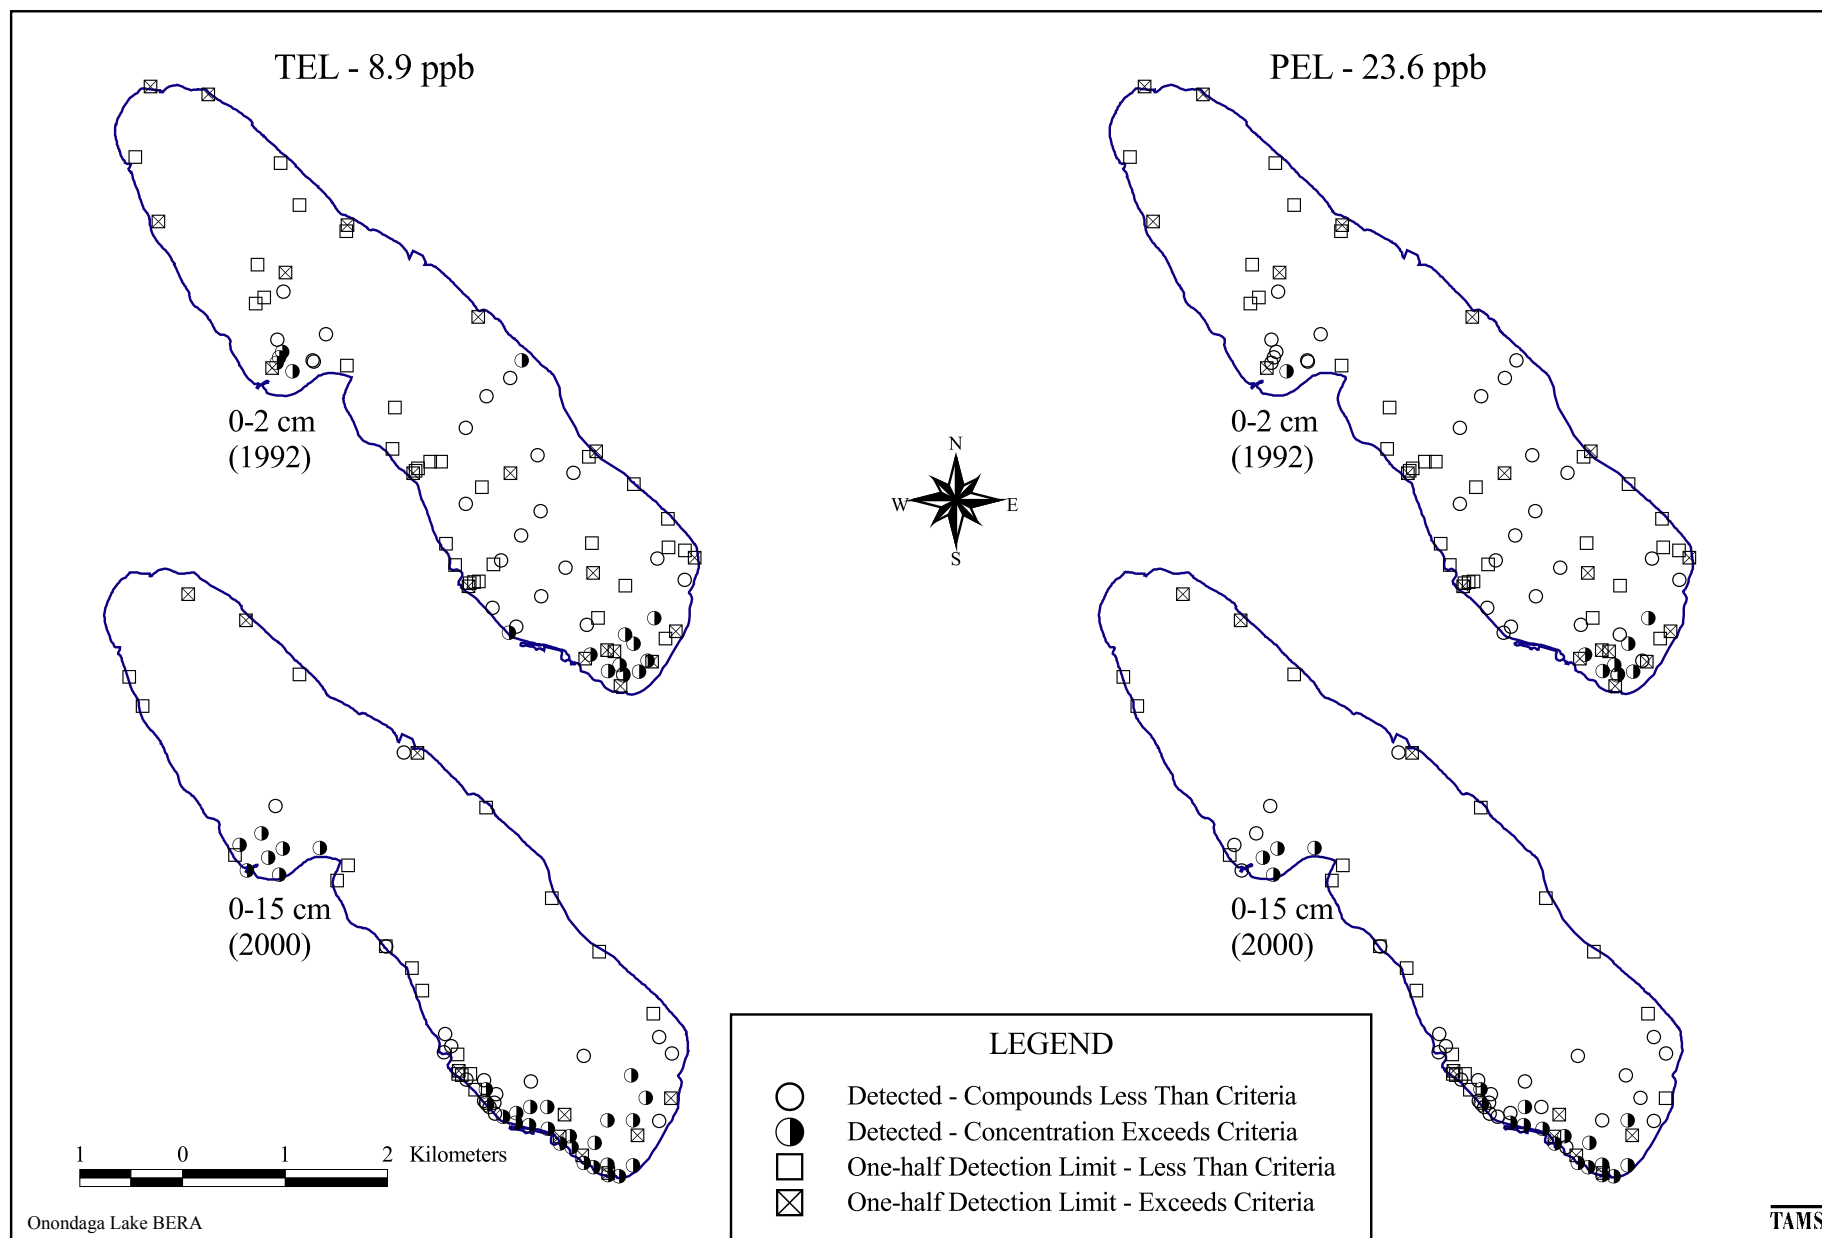 TEL - 8.9 ppb
PEL - 23.6 ppb
0-2 cm
(1992)
0-2 cm
(1992)
N
W
E
S
0-15 cm
(2000)
0-15 cm
(2000)
LEGEND
Detected - Compounds Less Than Criteria
Detected - Concentration Exceeds Criteria
One-half Detection Limit - Less Than Criteria
One-half Detection Limit - Exceeds Criteria
1 0 1 2 Kilometers
Onondaga Lake BERA
TAMS